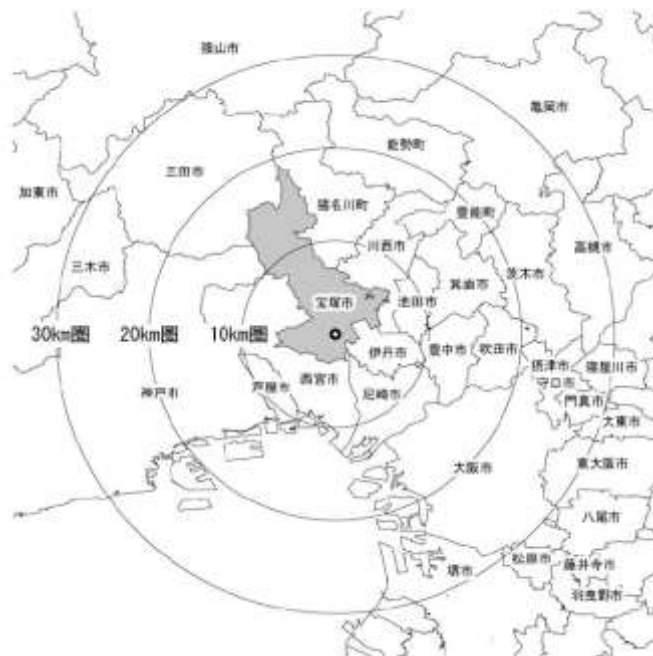 篠山市
亀岡市
能勢町
三田市
加東市
猪名川町
豊能町
川西市
高槻市
三木市
茨木市
箕面市
宝塚市
池田市
30km圏
20km圏
10km圏
伊丹市
豊中市
吹田市
摂津市
寝屋川市
守口市
西宮市
芦屋市
神戸市
尼崎市
門真市
大東市
大阪市
東大阪市
八尾市
松原市
藤井寺市
堺市
羽曳野市